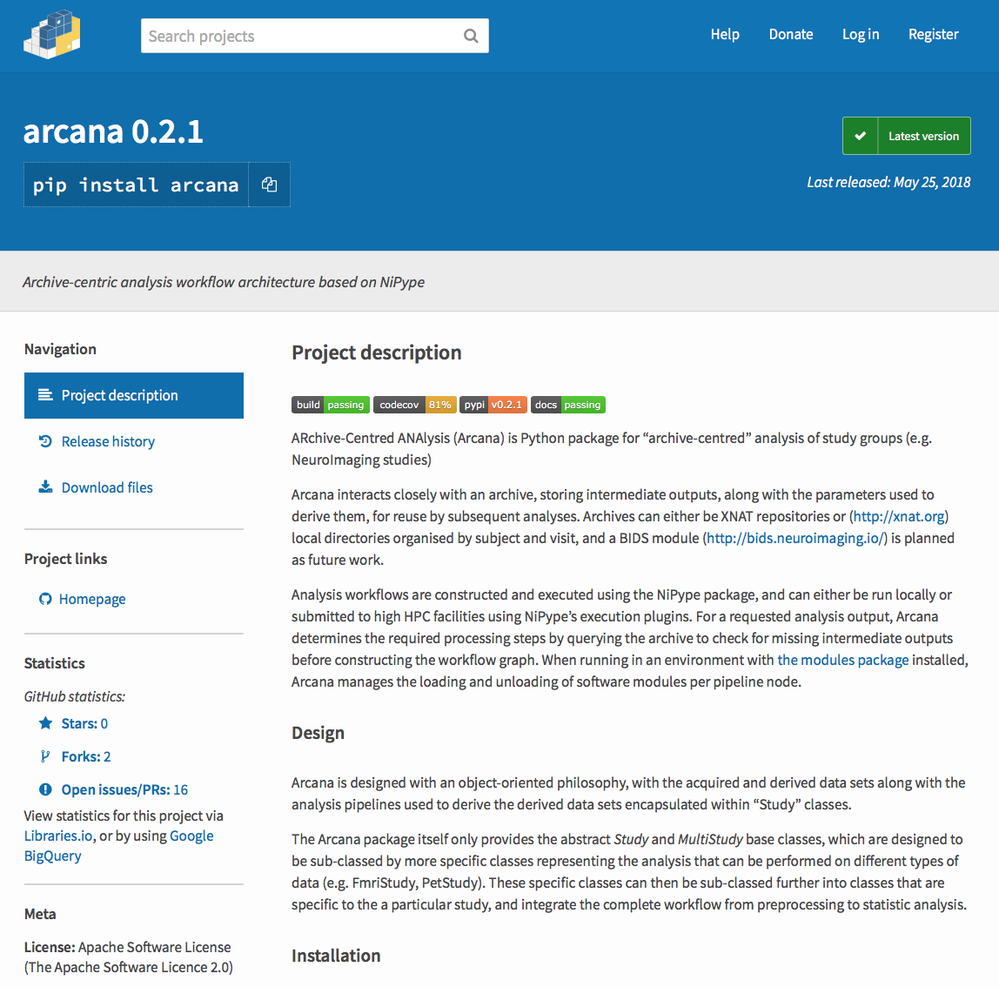 Search projects
Help
Donate
Log in
Register
arcana 0.2.1
pip install arcana
Latest version
Last released: May 25, 2018
Archive-centric analysis workflow architecture based on NiPype
Navigation
Project description
Release history
Download files
Project links
Homepage
Statistics
GitHub statistics:
Stars: 0
Forks: 2
Open issues/PRs: 16
View statistics for this project via
Libraries.io, or by using Google
BigQuery
Meta
License: Apache Software License
(The Apache Software Licence 2.0)
Project description
build passing codecov 81% pypi v0.2.1 docs passing
ARchive-Centred ANAlysis (Arcana) is Python package for “archive-centred” analysis of study groups (e.g.
NeuroImaging studies)
Arcana interacts closely with an archive, storing intermediate outputs, along with the parameters used to
derive them, for reuse by subsequent analyses. Archives can either be XNAT repositories or (http://xnat.org)
local directories organised by subject and visit, and a BIDS module (http://bids.neuroimaging.io/) is planned
as future work.
Analysis workflows are constructed and executed using the NiPype package, and can either be run locally or
submitted to high HPC facilities using NiPype’s execution plugins. For a requested analysis output, Arcana
determines the required processing steps by querying the archive to check for missing intermediate outputs
before constructing the workflow graph. When running in an environment with the modules package installed,
Arcana manages the loading and unloading of software modules per pipeline node.
Design
Arcana is designed with an object-oriented philosophy, with the acquired and derived data sets along with the
analysis pipelines used to derive the derived data sets encapsulated within “Study” classes.
The Arcana package itself only provides the abstract Study and MultiStudy base classes, which are designed to
be sub-classed by more specific classes representing the analysis that can be performed on different types of
data (e.g. FmriStudy, PetStudy). These specific classes can then be sub-classed further into classes that are
specific to the a particular study, and integrate the complete workflow from preprocessing to statistic analysis.
Installation